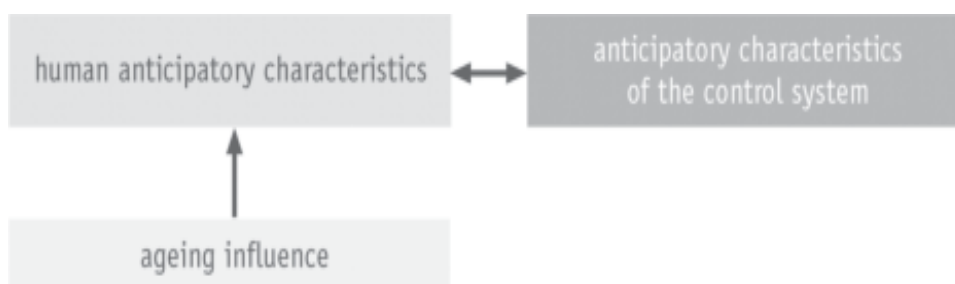 human anticipatory characteristics
anticipatory characteristics
of the control system
ageing influence